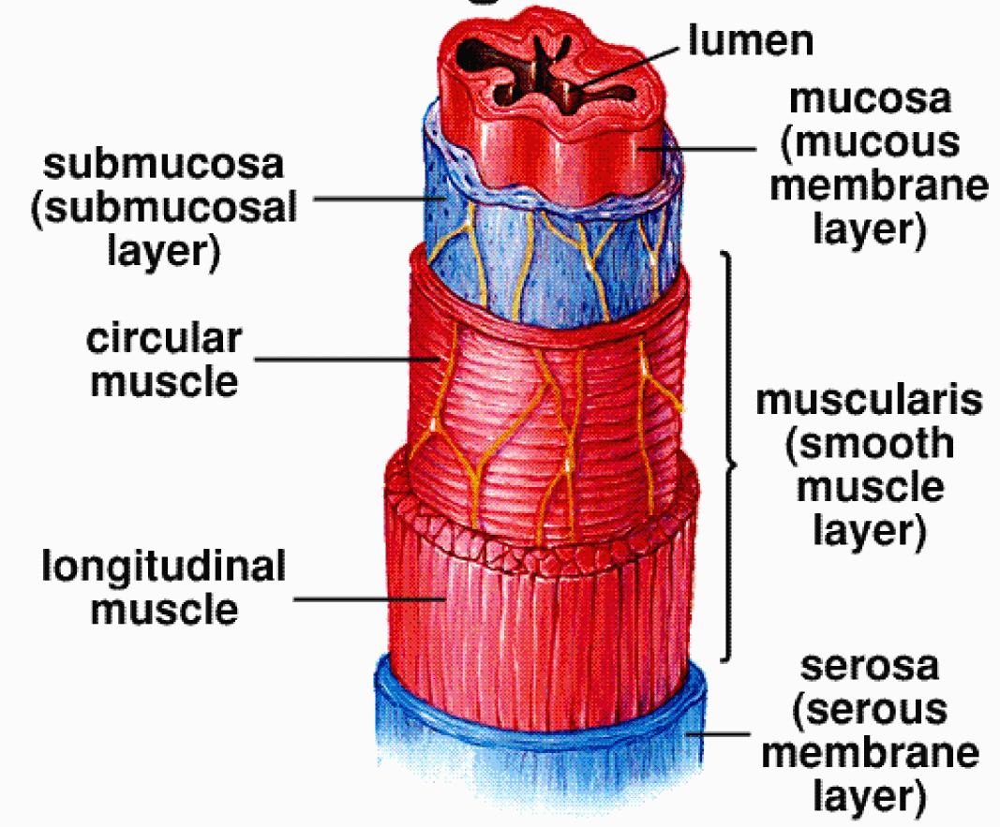 lumen
mucosa
(mucous
membrane
layer)
submucosa
(submucosal
layer)
circular
muscle
muscularis
(smooth
muscle
layer)
longitudinal
muscle
serosa
(serous
membrane
layer)